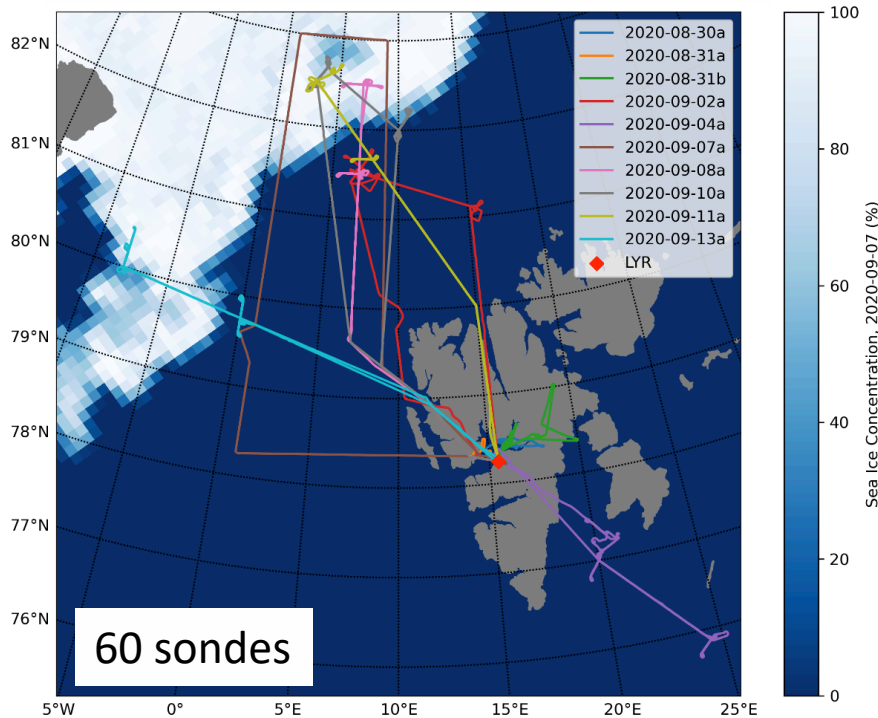 82°N
81°N
80°N
79°N
78°N
77°N
76°N
5°W
0°
5°E
10°E
15°E
20°E
25°E
2020-08-30a
2020-08-31a
2020-08-31b
2020-09-02a
2020-09-04a
2020-09-07a
2020-09-08a
2020-09-10a
2020-09-11a
2020-09-13a
LYR
60 sondes
100
80
60
40
20
0
Sea Ice Concentration, 2020-09-07 (%)